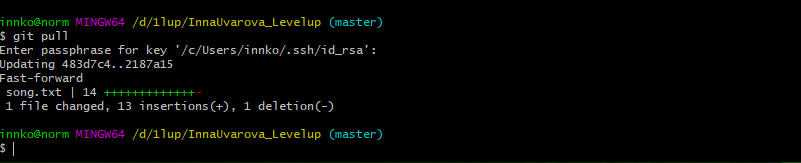 innko@norm MINGW64 /d/1lup/InnaUvarova_Levelup (master)
$ git pull
Enter passphrase for key '/c/Users/innko/.ssh/id_rsa':
Updating 483d7c4..2187a15
Fast-forward
song.txt | 14 +++++++++++++-
1 file changed, 13 insertions(+), 1 deletion(-)
innko@norm MINGW64 /d/1lup/InnaUvarova_Levelup (master)
$